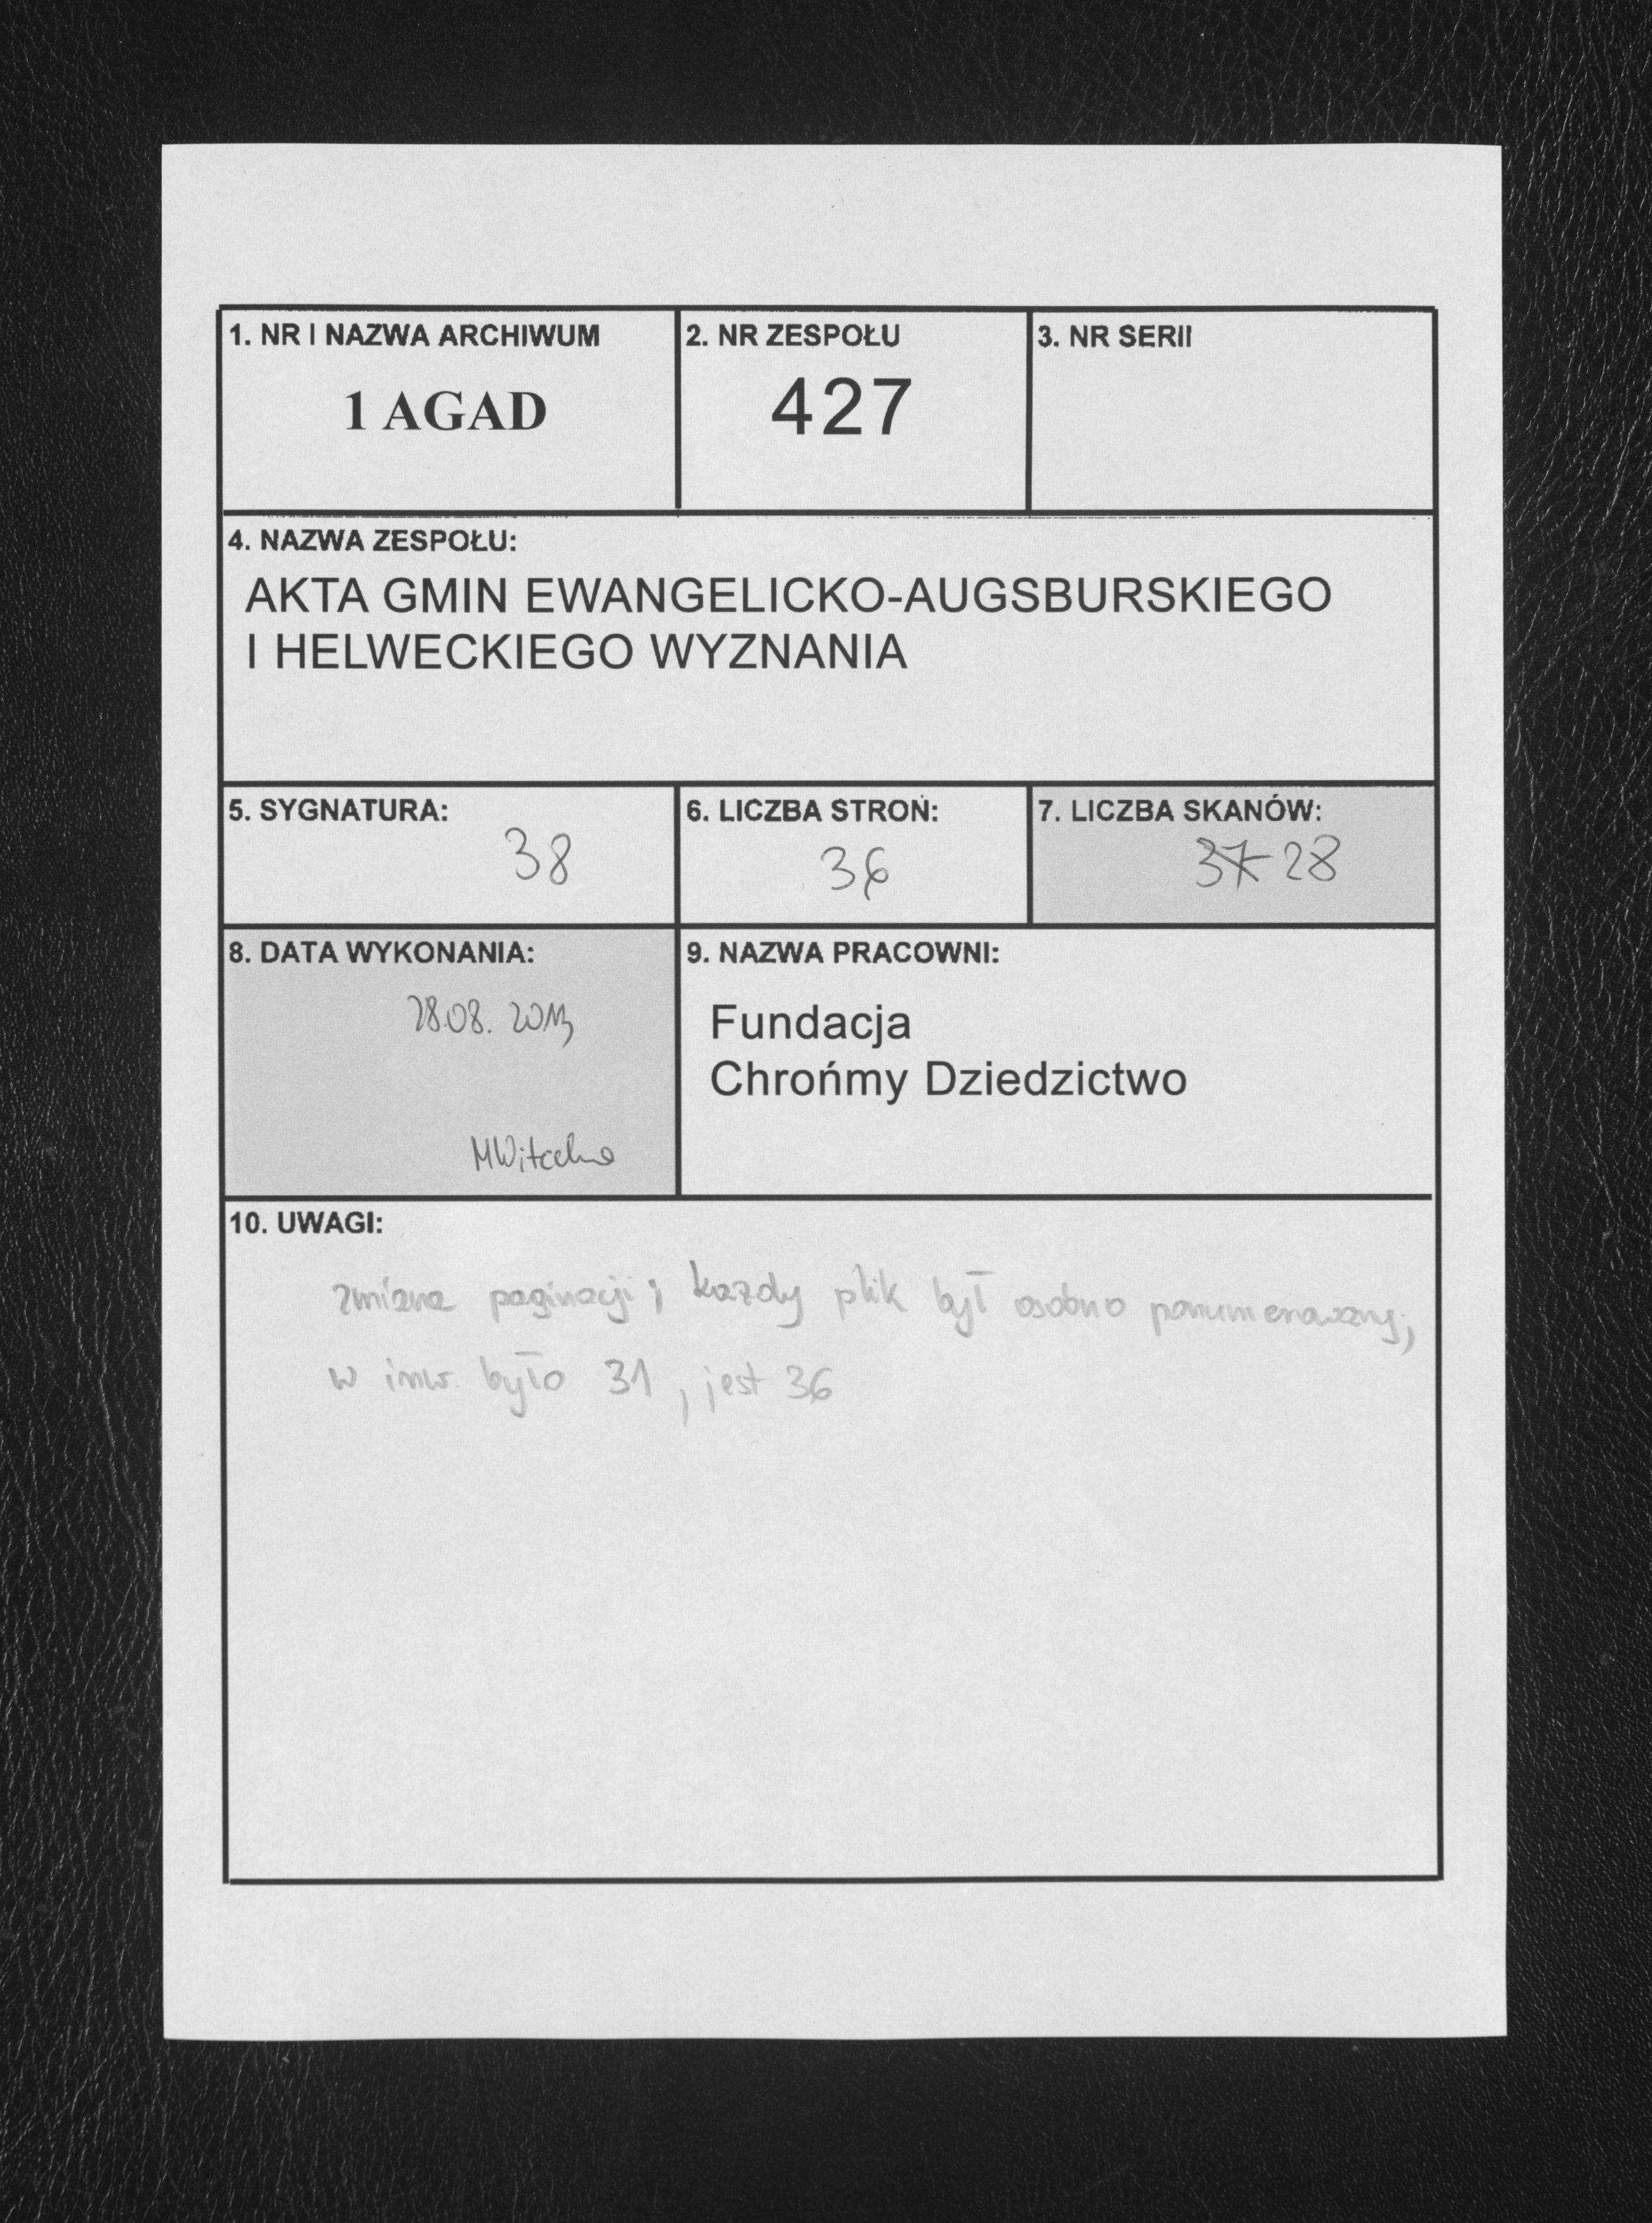 1. NR I NAZWA ARCHIWUM
1 AGAD
2. NR ZESPOŁU
427
3. NR SERII
4. NAZWA ZESPOŁU:
AKTA GMIN EWANGELICKO-AUGSBURSKIEGO
I HELWECKIEGO WYZNANIA
5. SYGNATURA:
38
6. LICZBA STRON:
36
7. LICZBA SKANÓW:
37 28
8. DATA WYKONANIA:
28.08. 2013
9. NAZWA PRACOWNI:
Fundacja
Chrońmy Dziedzictwo
10. UWAGI:
zmiana paginacji; każdy plik był osobno ponumerowany;
w inw. było 31, jest 36